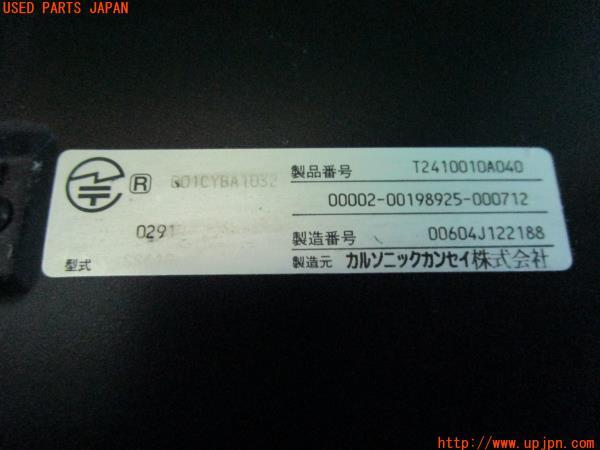 USED PARTS JAPAN
R 001CYBA1032 製品番号 T2410010A040
00002-00198925-000712
0291 製造番号 00604J122188
型式 製造元 カルソニックカンセイ株式会社
UPJ
http://www.upjpn.com/